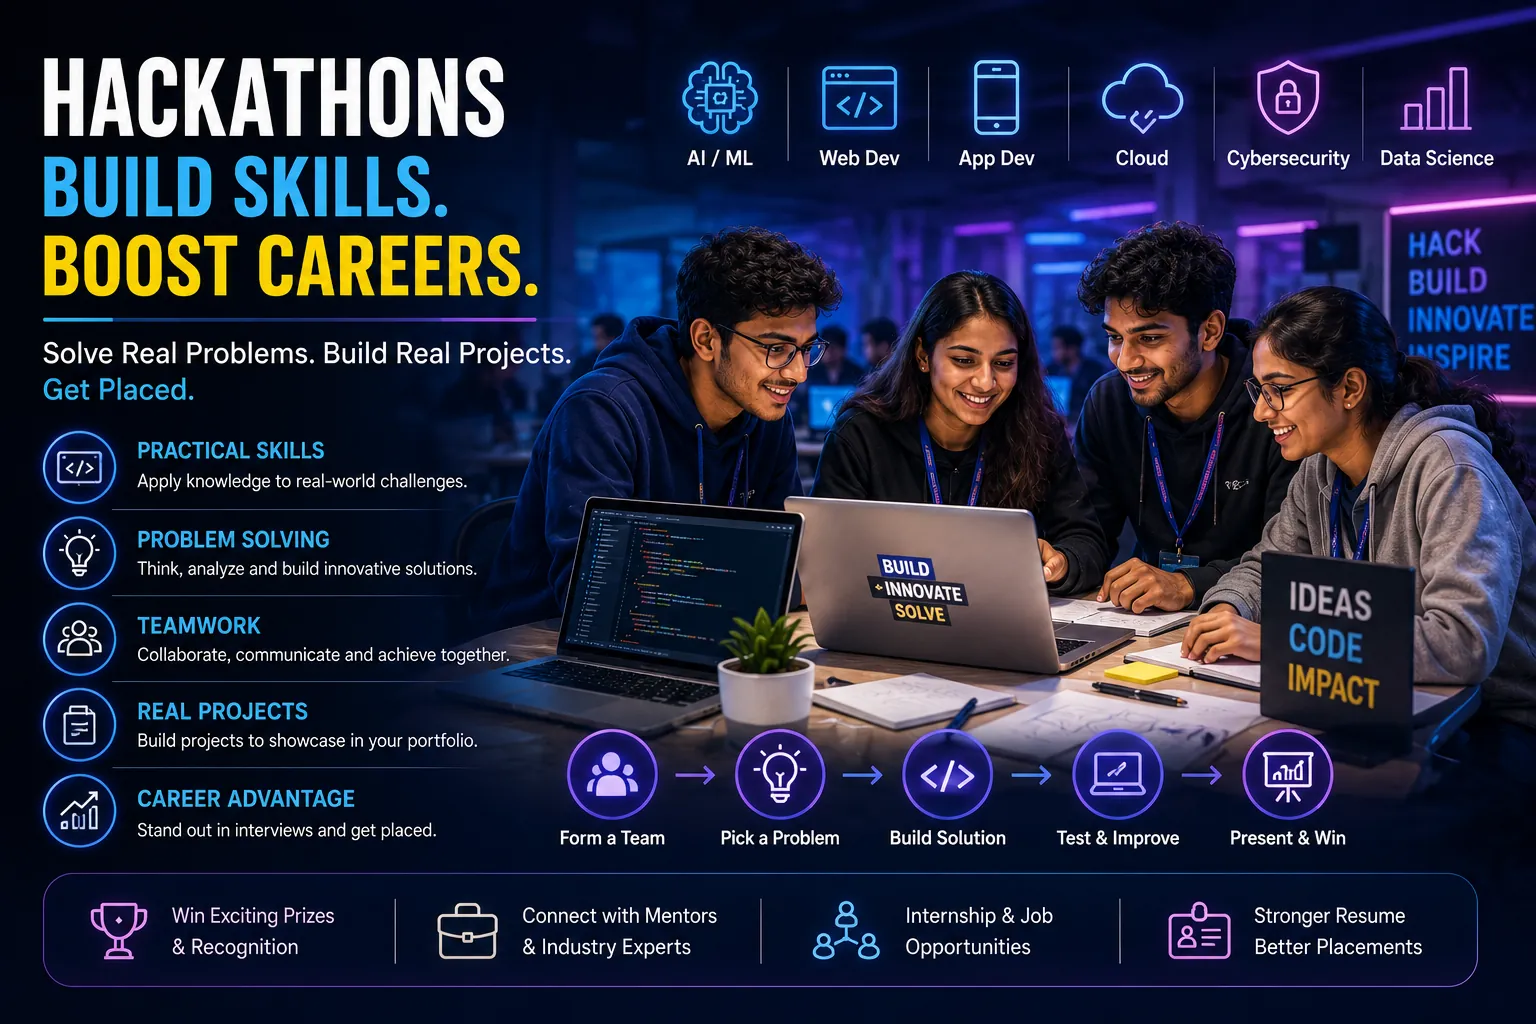 HACKATHONS
BUILD SKILLS.
BOOST CAREERS.
Solve Real Problems. Build Real Projects.
Get Placed.
PRACTICAL SKILLS
Apply knowledge to real-world challenges.
PROBLEM SOLVING
Think, analyze and build innovative solutions.
TEAMWORK
Collaborate, communicate and achieve together.
REAL PROJECTS
Build projects to showcase in your portfolio.
CAREER ADVANTAGE
Stand out in interviews and get placed.
AI / ML
Web Dev
App Dev
Cloud
Cybersecurity
Data Science
HACK
BUILD
INNOVATE
INSPIRE
BUILD
INNOVATE
SOLVE
IDEAS
CODE
IMPACT
Form a Team
Pick a Problem
Build Solution
Test & Improve
Present & Win
Win Exciting Prizes
& Recognition
Connect with Mentors
& Industry Experts
Internship & Job
Opportunities
Stronger Resume
Better Placements